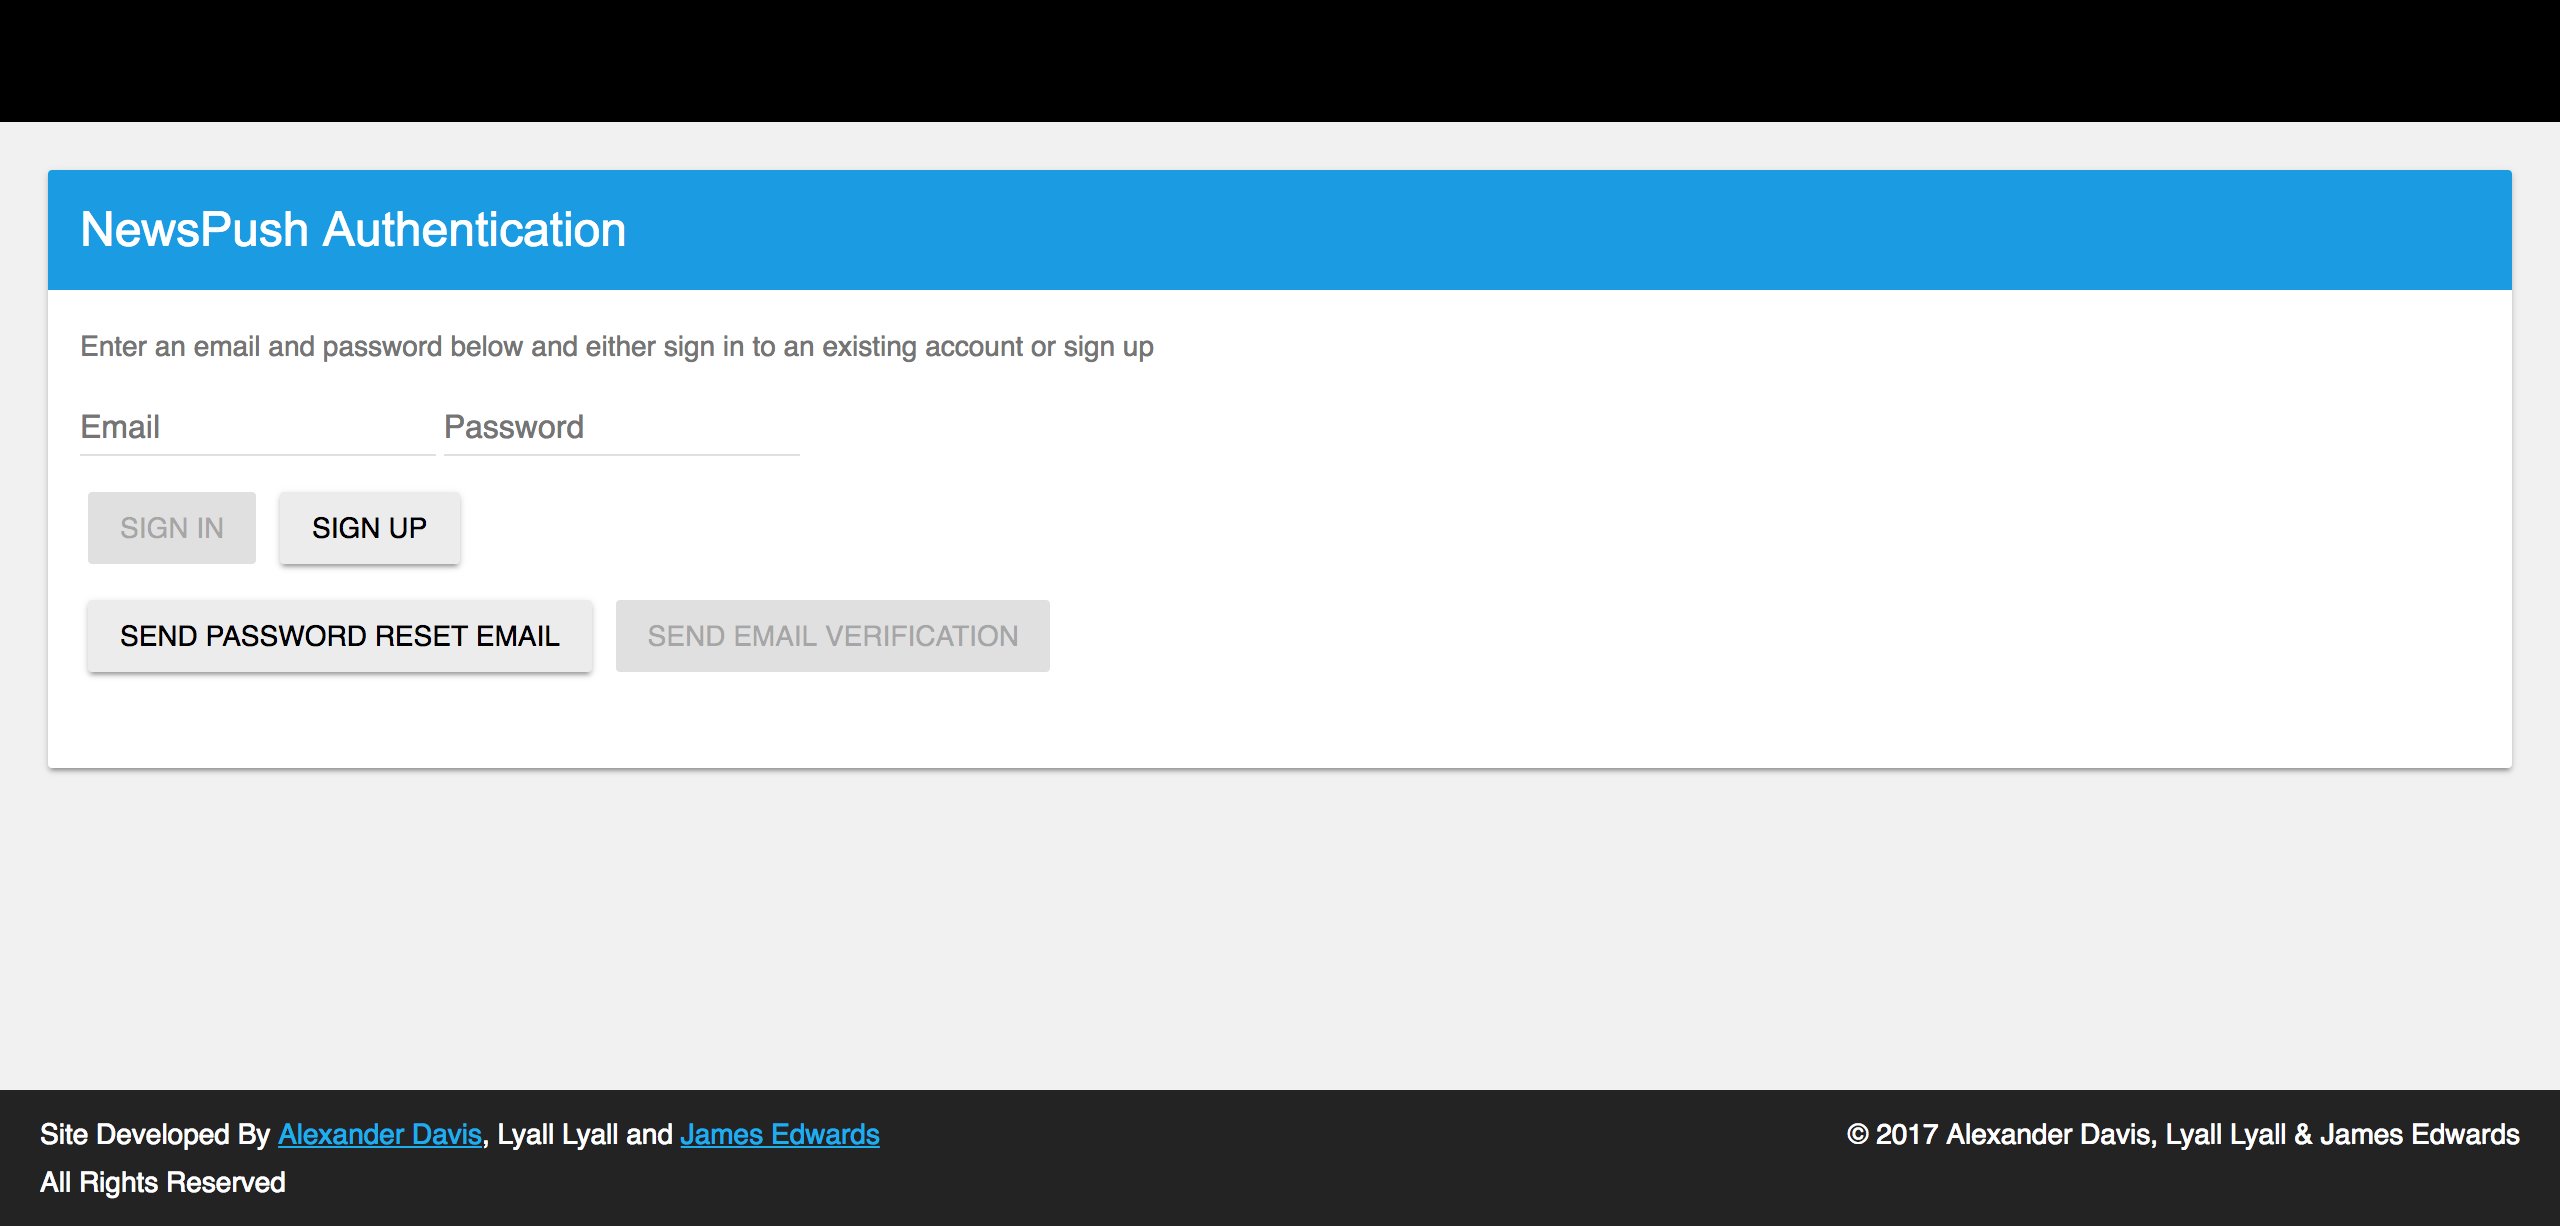 NewsPush Authentication
Enter an email and password below and either sign in to an existing account or sign up
Email Password
SIGN IN SIGN UP
SEND PASSWORD RESET EMAIL SEND EMAIL VERIFICATION
Site Developed By Alexander Davis, Lyall Lyall and James Edwards © 2017 Alexander Davis, Lyall Lyall & James Edwards
All Rights Reserved